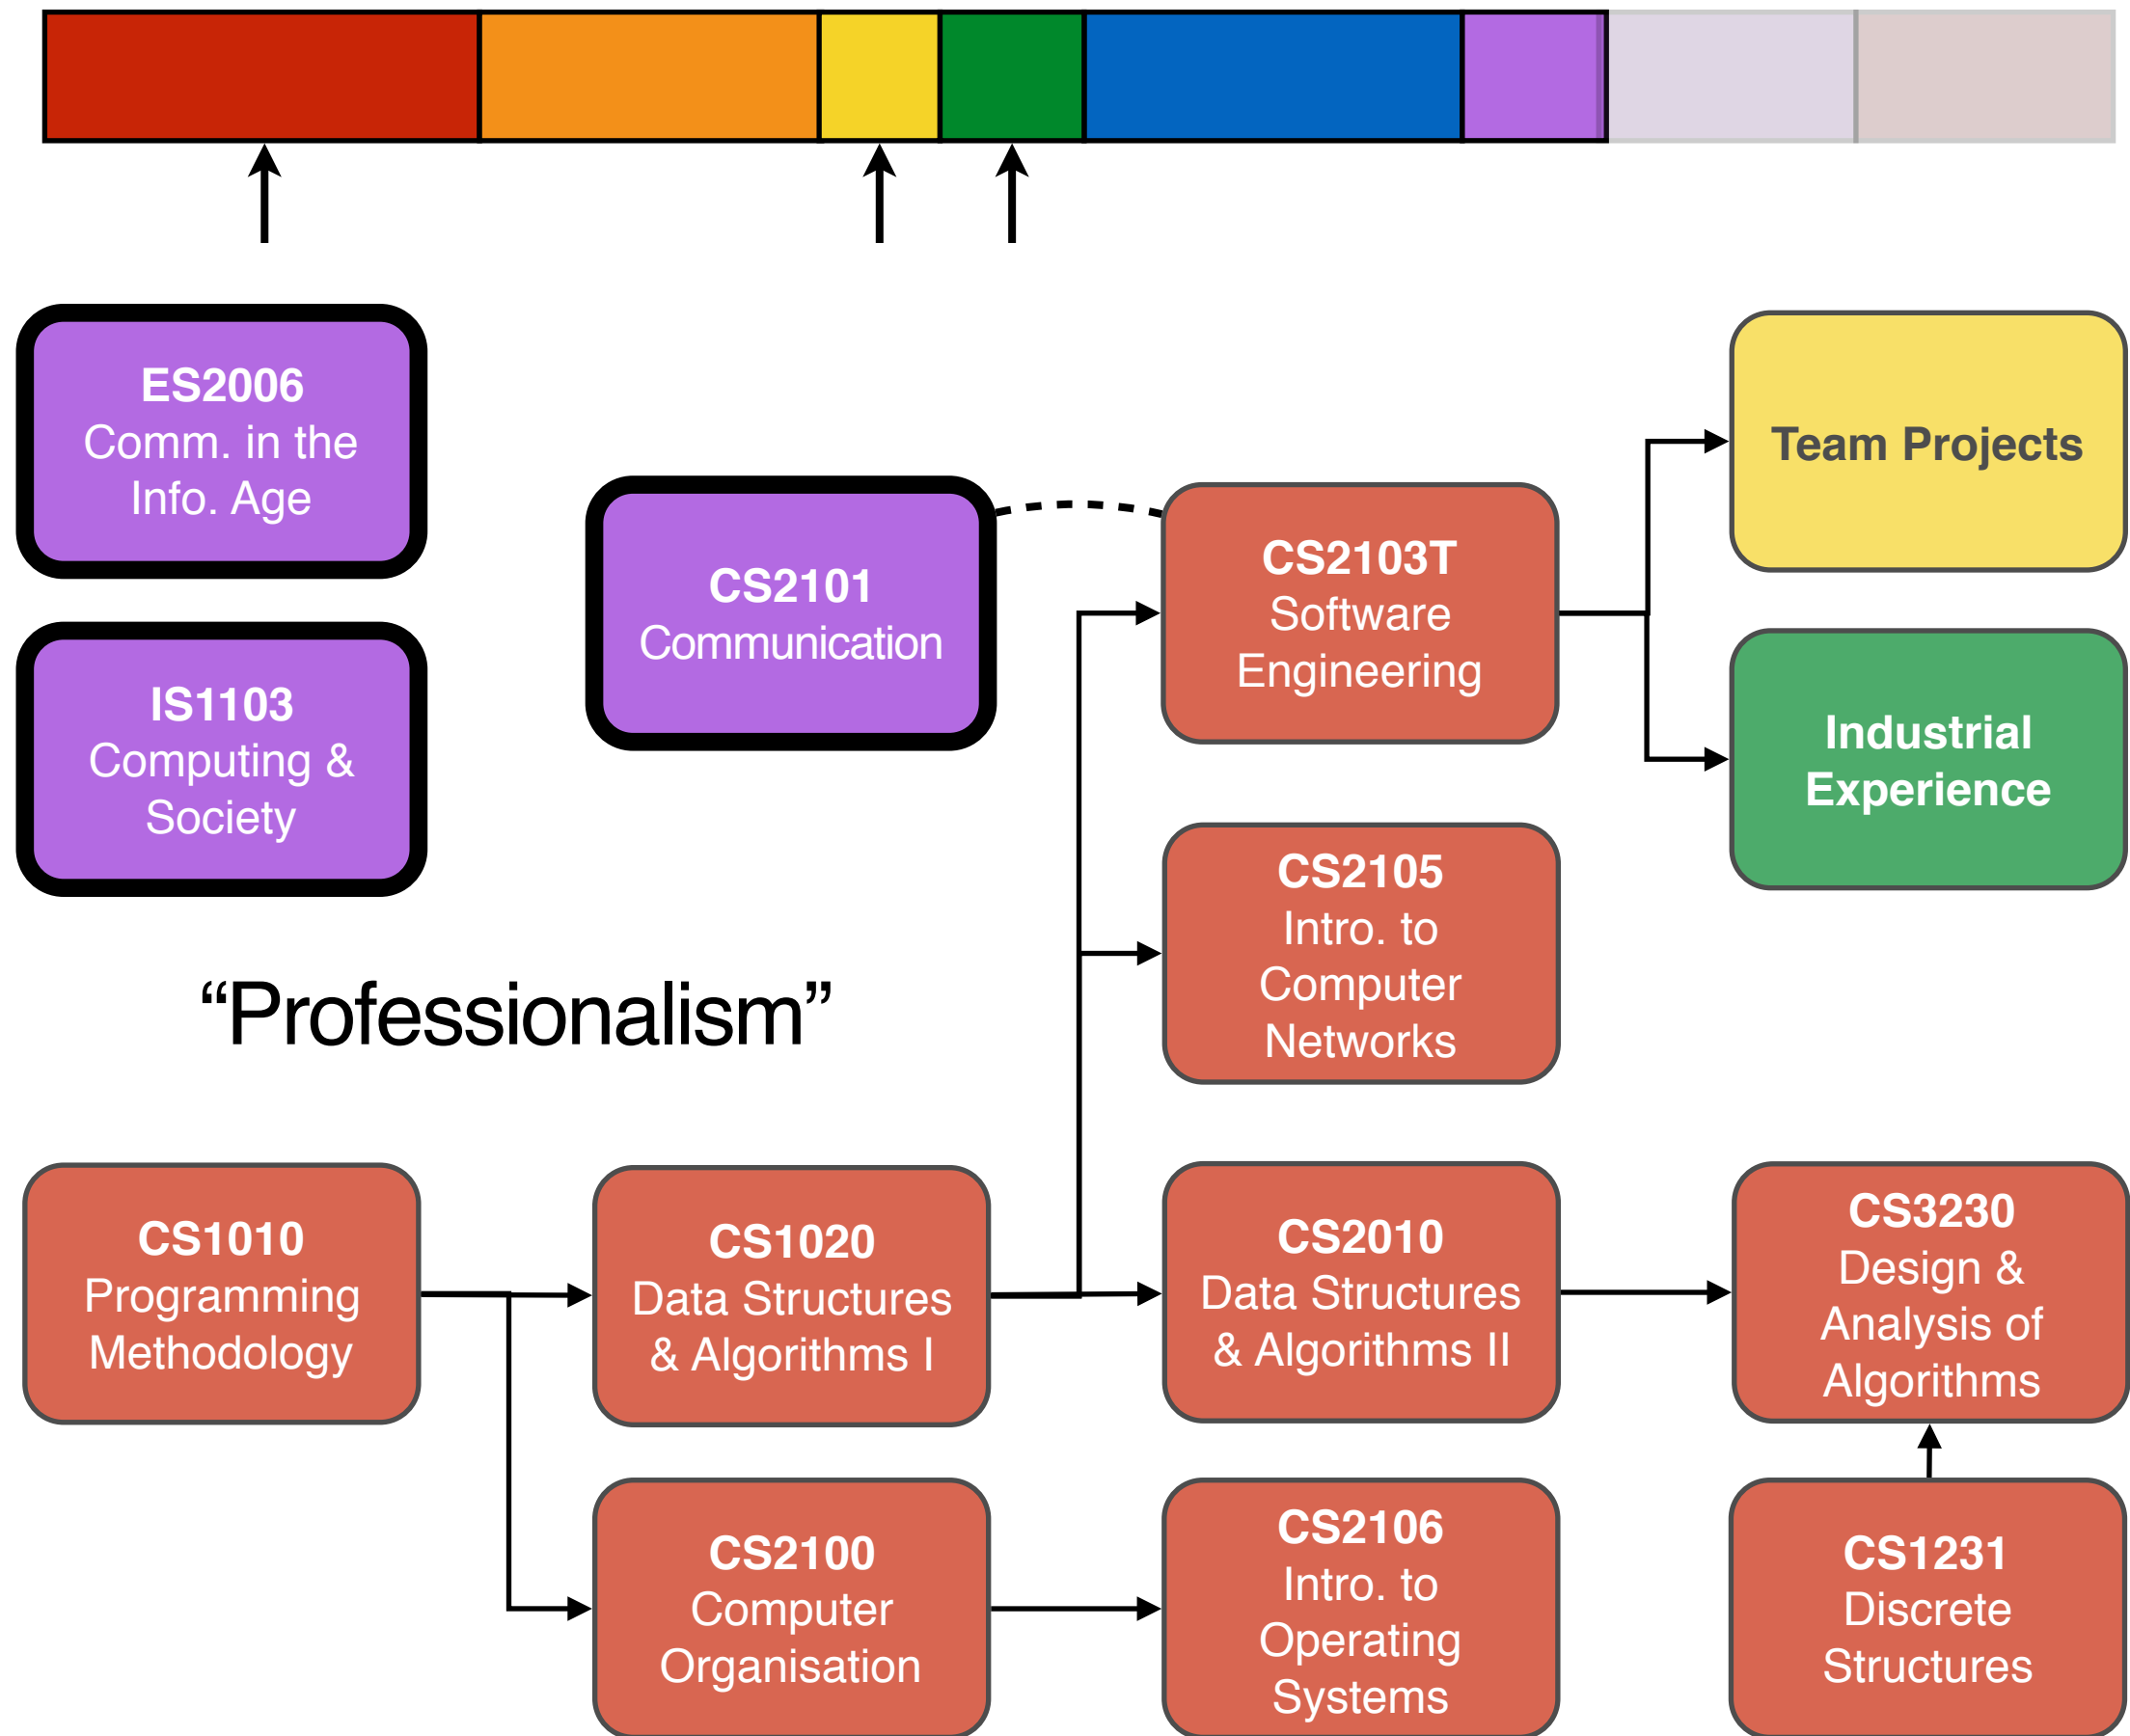 ES2006
Comm. in the
Info. Age
IS1103
Computing &
Society
CS2101
Communication
CS2103T
Software
Engineering
Team Projects
Industrial
Experience
CS2105
Intro. to
Computer
Networks
“Professionalism”
CS1010
Programming
Methodology
CS1020
Data Structures
& Algorithms I
CS2010
Data Structures
& Algorithms II
CS3230
Design &
Analysis of
Algorithms
CS2100
Computer
Organisation
CS2106
Intro. to
Operating
Systems
CS1231
Discrete
Structures